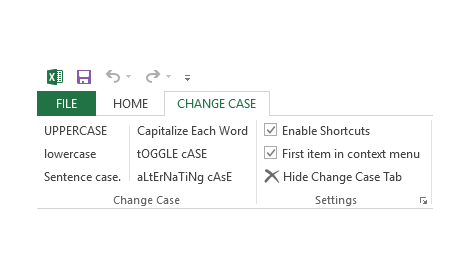 FILE HOME CHANGE CASE
UPPERCASE Capitalize Each Word Enable Shortcuts
lowercase tOGGLE cASE First item in context menu
Sentence case. aLtErNaTiNg cAsE Hide Change Case Tab
Change Case Settings